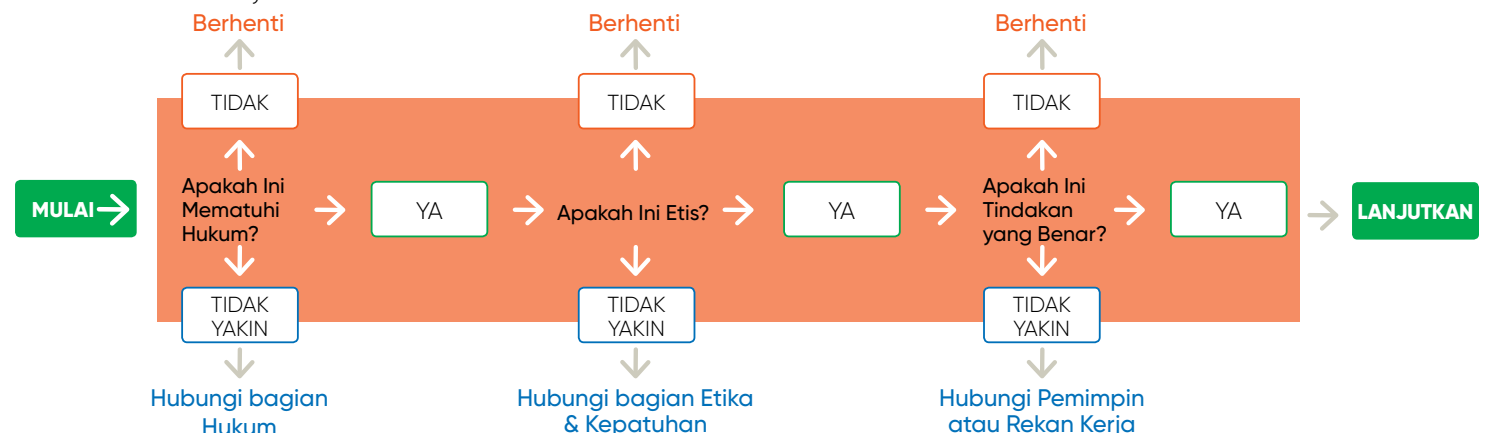 Berhenti
Berhenti
Berhenti
TIDAK
TIDAK
TIDAK
MULAI
Apakah Ini
Mematuhi
Hukum?
YA
Apakah Ini Etis?
YA
Apakah Ini
Tindakan
yang Benar?
YA
LANJUTKAN
TIDAK
YAKIN
TIDAK
YAKIN
TIDAK
YAKIN
Hubungi bagian
Hukum
Hubungi bagian Etika
& Kepatuhan
Hubungi Pemimpin
atau Rekan Kerja